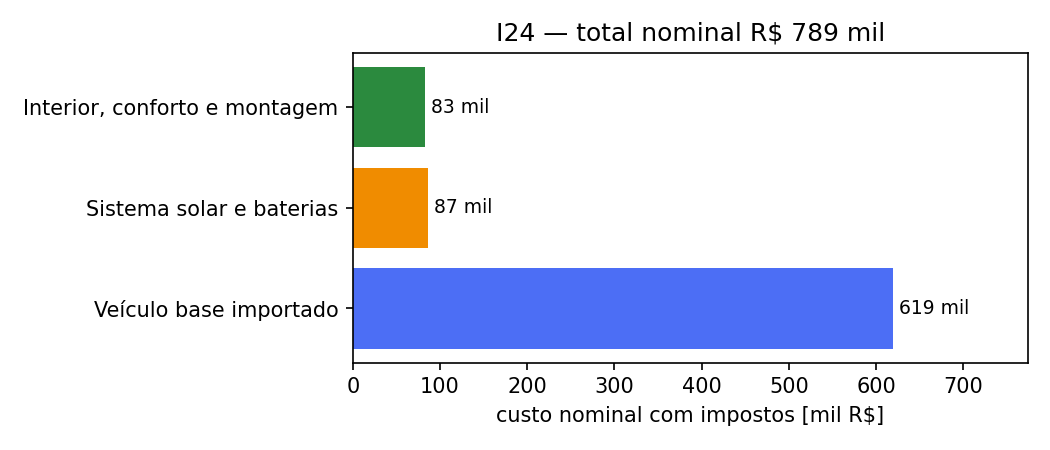 I24 — total nominal R$ 789 mil
Interior, conforto e montagem
83 mil
Sistema solar e baterias
87 mil
Veículo base importado
619 mil
0 100 200 300 400 500 600 700
custo nominal com impostos [mil R$]